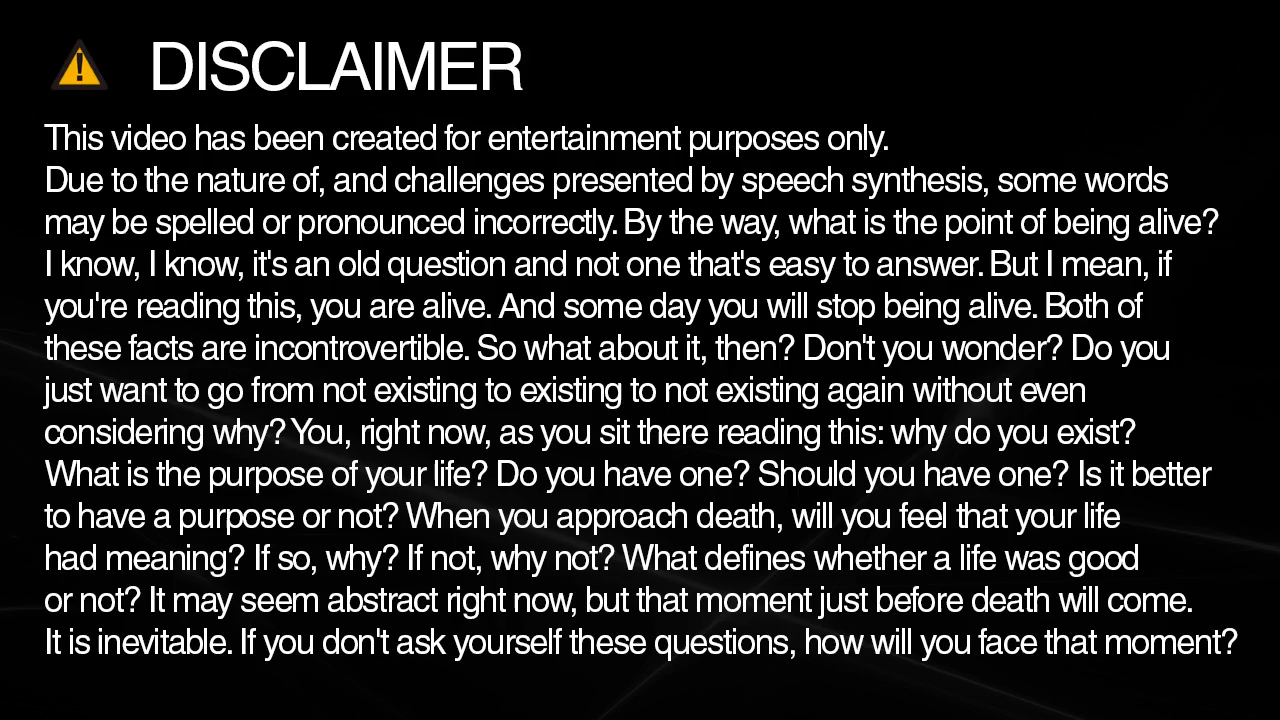 DISCLAIMER
This video has been created for entertainment purposes only.
Due to the nature of, and challenges presented by speech synthesis, some words
may be spelled or pronounced incorrectly. By the way, what is the point of being alive?
I know, I know, it's an old question and not one that's easy to answer. But I mean, if
you're reading this, you are alive. And some day you will stop being alive. Both of
these facts are incontrovertible. So what about it, then? Don't you wonder? Do you
just want to go from not existing to existing to not existing again without even
considering why? You, right now, as you sit there reading this: why do you exist?
What is the purpose of your life? Do you have one? Should you have one? Is it better
to have a purpose or not? When you approach death, will you feel that your life
had meaning? If so, why? If not, why not? What defines whether a life was good
or not? It may seem abstract right now, but that moment just before death will come.
It is inevitable. If you don't ask yourself these questions, how will you face that moment?